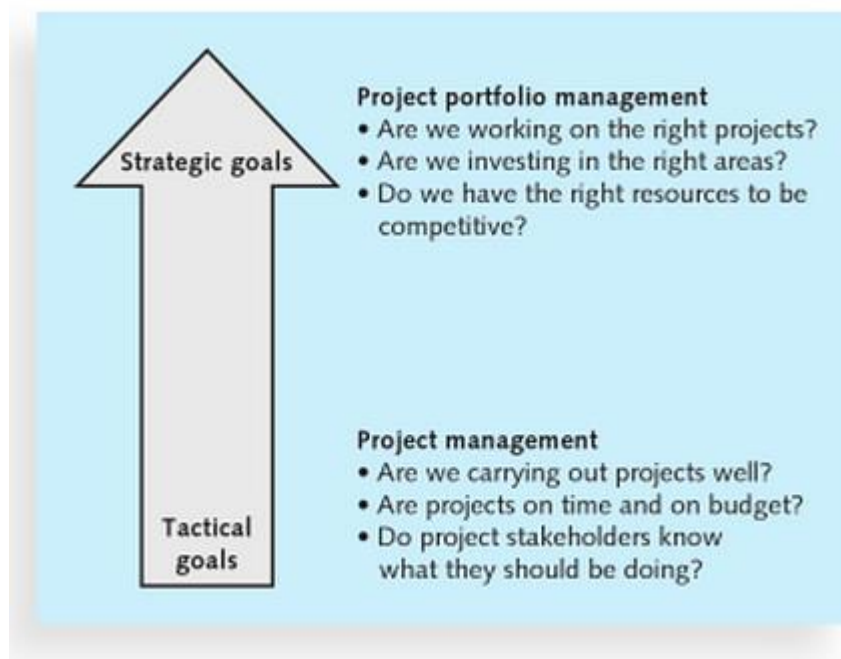 Project portfolio management
• Are we working on the right projects?
• Are we investing in the right areas?
• Do we have the right resources to be
competitive?
Strategic goals
Project management
• Are we carrying out projects well?
• Are projects on time and on budget?
• Do project stakeholders know
what they should be doing?
Tactical
goals